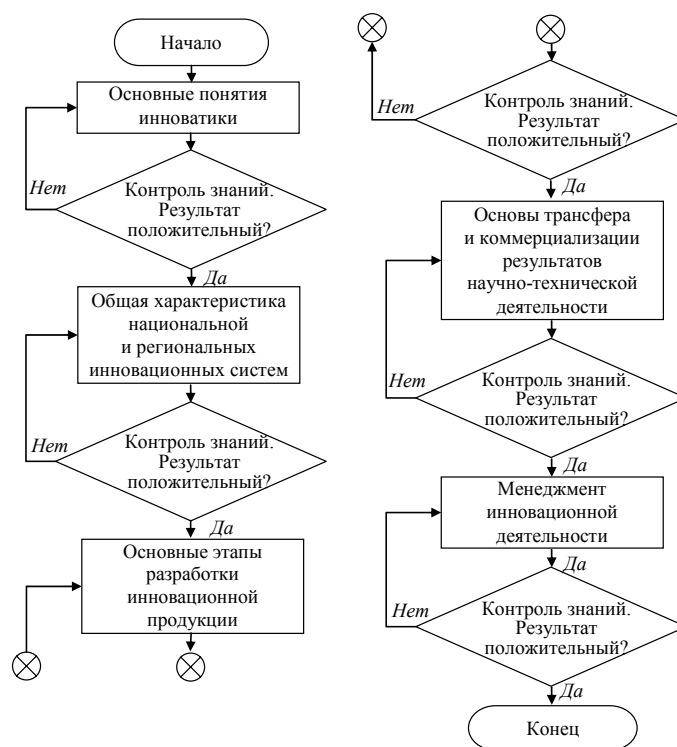 Начало
Основные понятия
инноватики
Нет
Контроль знаний.
Результат
положительный?
Да
Общая характеристика
национальной
и региональных
инновационных систем
Нет
Контроль знаний.
Результат
положительный?
Да
Основные этапы
разработки
инновационной
продукции
Нет
Контроль знаний.
Результат
положительный?
Да
Основы трансфера
и коммерциализации
результатов
научно-технической
деятельности
Нет
Контроль знаний.
Результат
положительный?
Да
Менеджмент
инновационной
деятельности
Да
Нет
Контроль знаний.
Результат
положительный?
Да
Конец